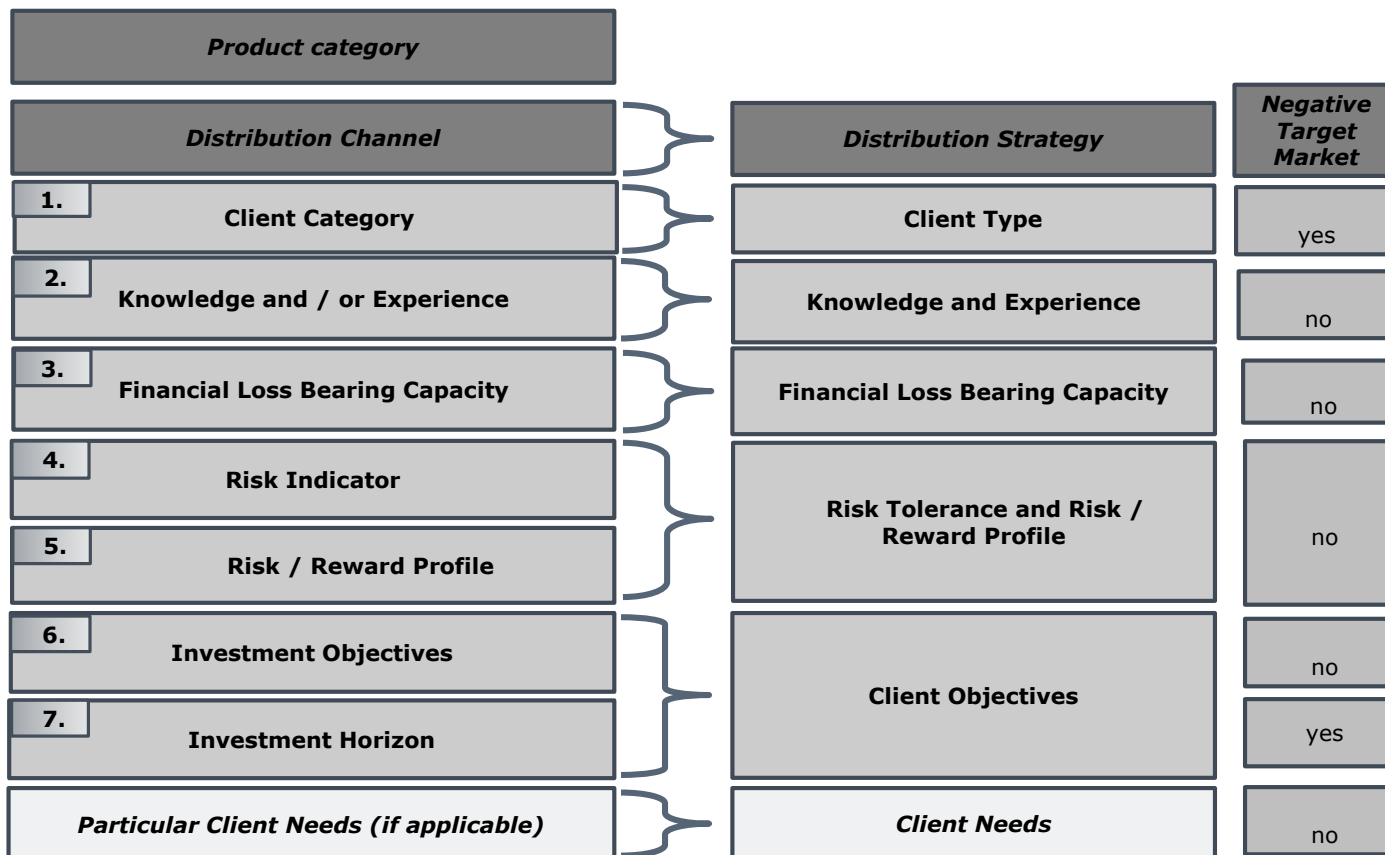 Product category
Distribution Channel
Distribution Strategy
Negative
Target
Market
1.
Client Category
Client Type
yes
2.
Knowledge and / or Experience
Knowledge and Experience
no
3.
Financial Loss Bearing Capacity
Financial Loss Bearing Capacity
no
4.
Risk Indicator
5.
Risk / Reward Profile
Risk Tolerance and Risk /
Reward Profile
no
6.
Investment Objectives
7.
Investment Horizon
Client Objectives
no
yes
Particular Client Needs (if applicable)
Client Needs
no